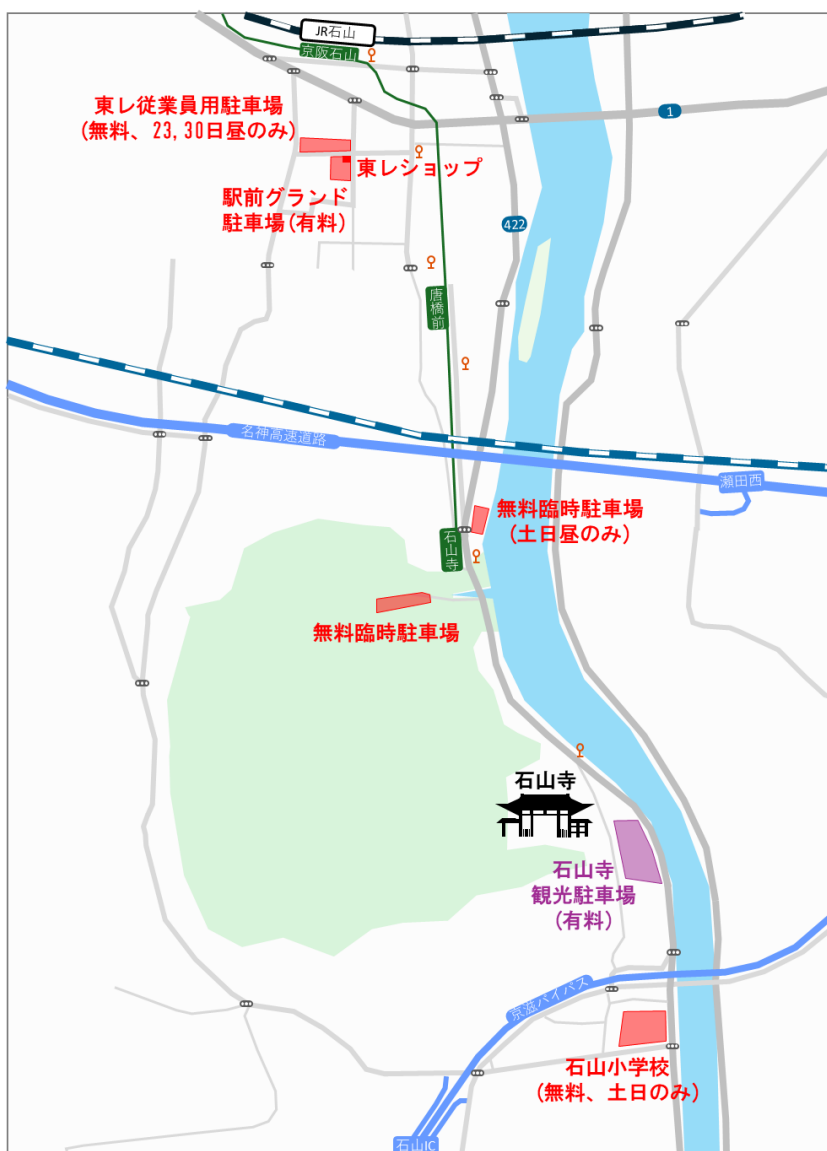 JR石山
京阪石山
東レ従業員用駐車場
(無料、23,30日昼のみ)
1
東レショップ
駅前グランド
駐車場(有料)
422
唐橋前
名神高速道路
瀬田西
無料臨時駐車場
(土日昼のみ)
石山寺
無料臨時駐車場
石山寺
石山寺
観光駐車場
(有料)
京滋バイパス
石山小学校
(無料、土日のみ)
石山IC